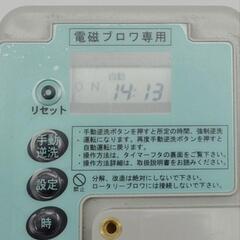 電磁ブロワ専用
自動
ON 14:13
リセット
手動
逆洗
設定
時
・手動逆洗ボタンを押すと所定の時間、強制逆洗
運転になります。再度手動逆洗ボタンを押すと
自動運転に戻ります。
・操作方法は、タイマーフタの裏面をご覧下さい。
・操作方法詳細は、取扱説明書をお読み下さい。
・分解、改造は絶対にしないで下さい。
ロータリーブロワには接続しないで下さい。